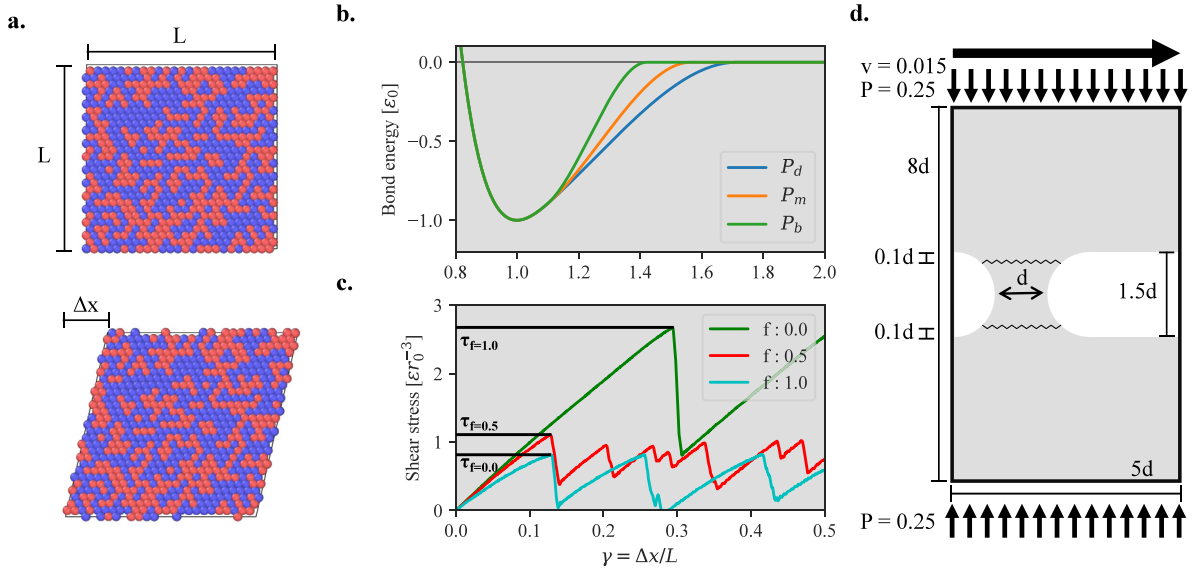 a.
L
L
Δx
b.
Bond energy [ε₀]
0.0
−0.5
−1.0
P_d
P_m
P_b
0.8
1.0
1.2
1.4
1.6
1.8
2.0
c.
Shear stress [εr₀⁻³]
3
2
1
0
τ_f=1.0
τ_f=0.5
τ_f=0.0
f : 0.0
f : 0.5
f : 1.0
0.0
0.1
0.2
0.3
0.4
0.5
γ = Δx/L
d.
v = 0.015
P = 0.25
8d
0.1d
d
1.5d
0.1d
5d
P = 0.25